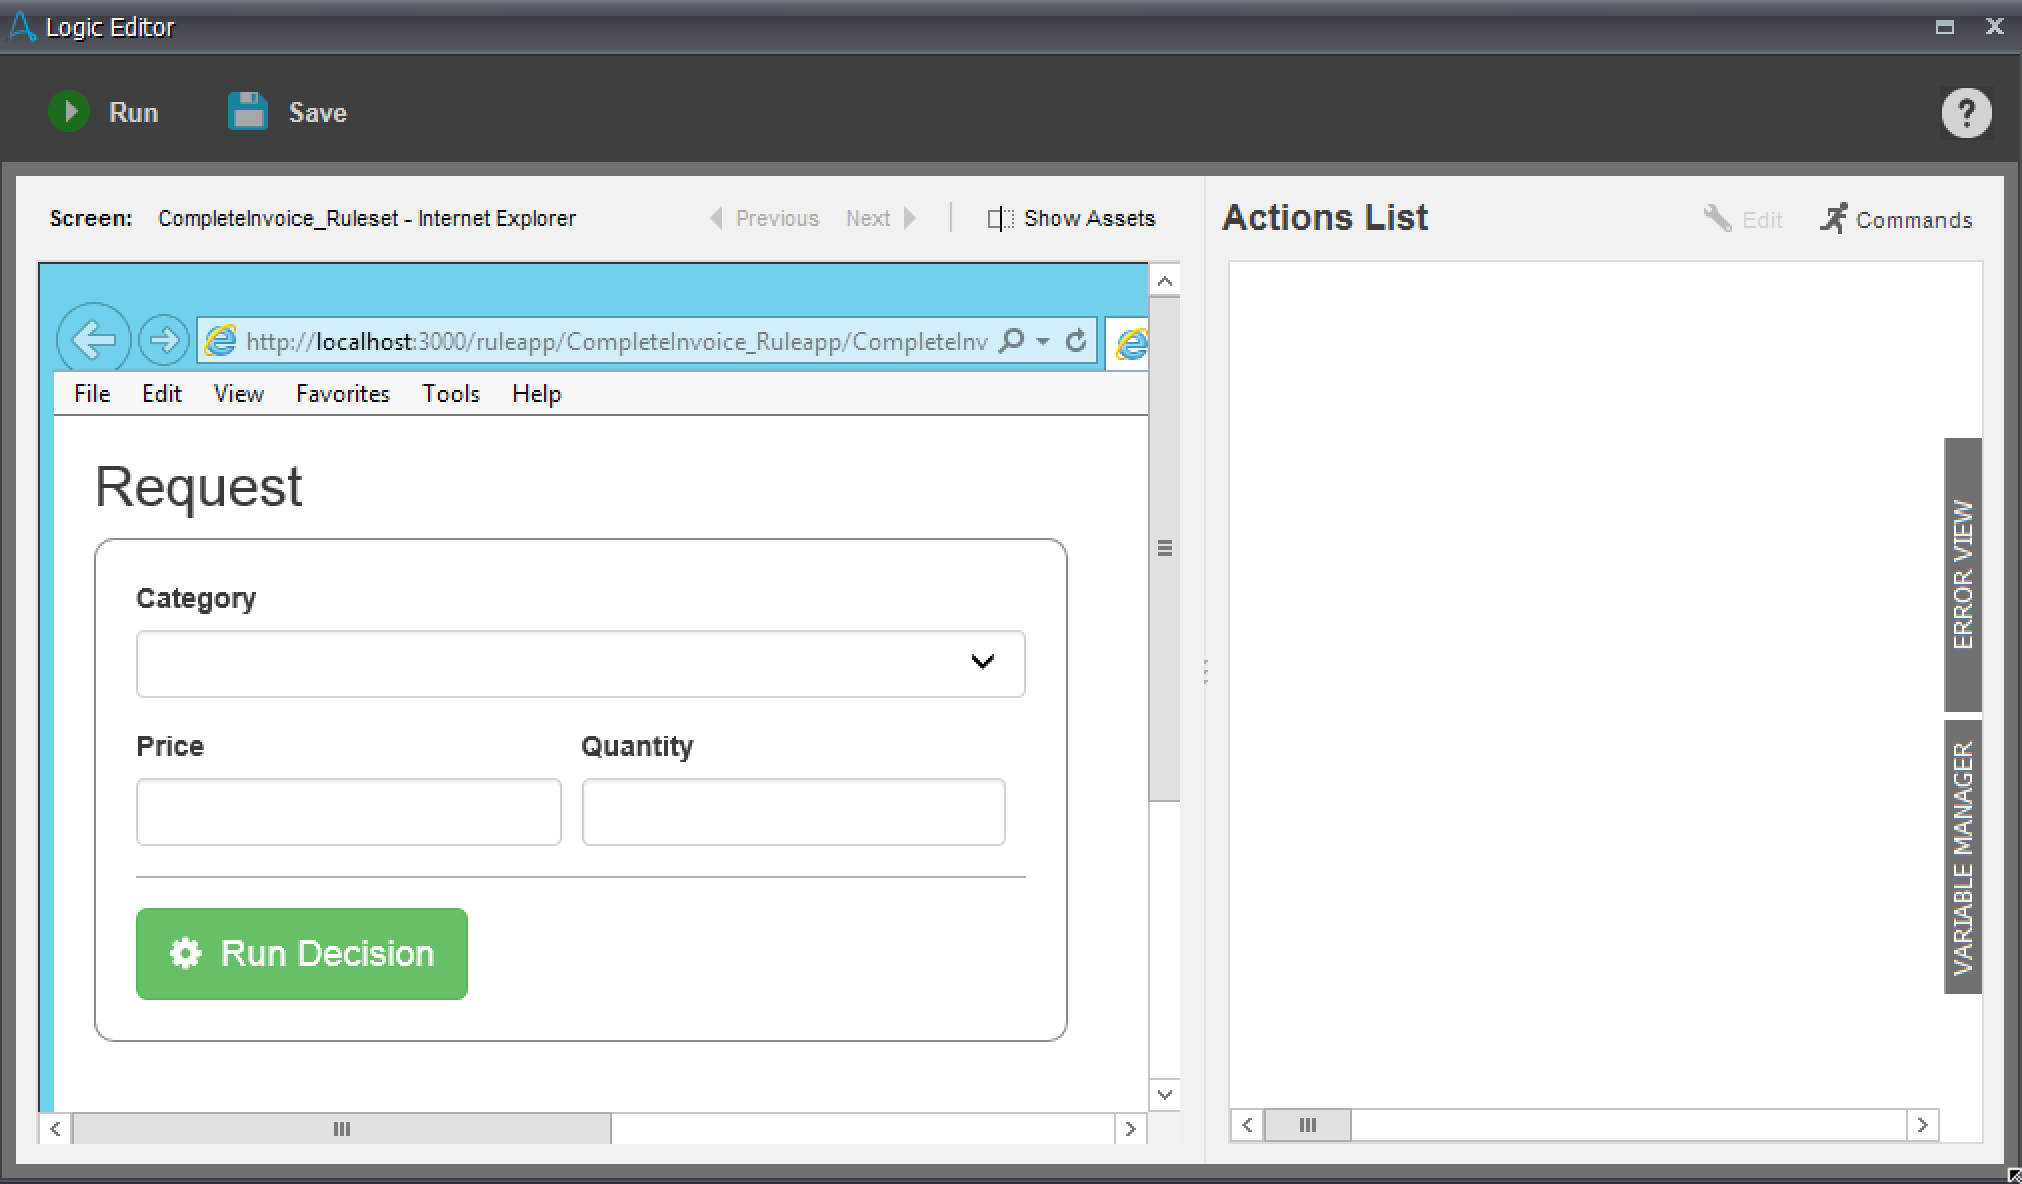 Logic Editor
Run
Save
?
Screen: CompleteInvoice_Ruleset - Internet Explorer
Previous
Next
Show Assets
Actions List
Edit
Commands
http://localhost:3000/ruleapp/CompleteInvoice_Ruleapp/CompleteInv
File Edit View Favorites Tools Help
Request
Category
Price
Quantity
Run Decision
ERROR VIEW
VARIABLE MANAGER